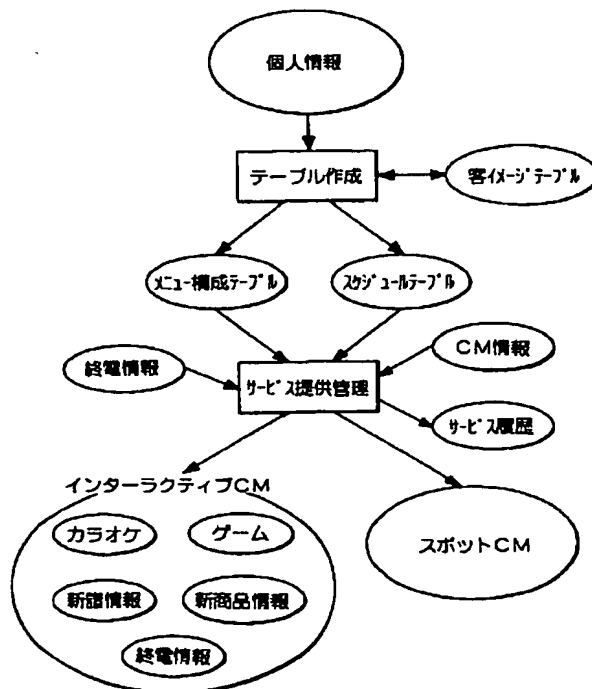 個人情報
テーブル作成
客イメージテーブル
メニュー構成テーブル
スケジュールテーブル
終電情報
CM情報
サービス提供管理
サービス履歴
インターラクティブCM
カラオケ
ゲーム
スポットCM
新譜情報
新商品情報
終電情報